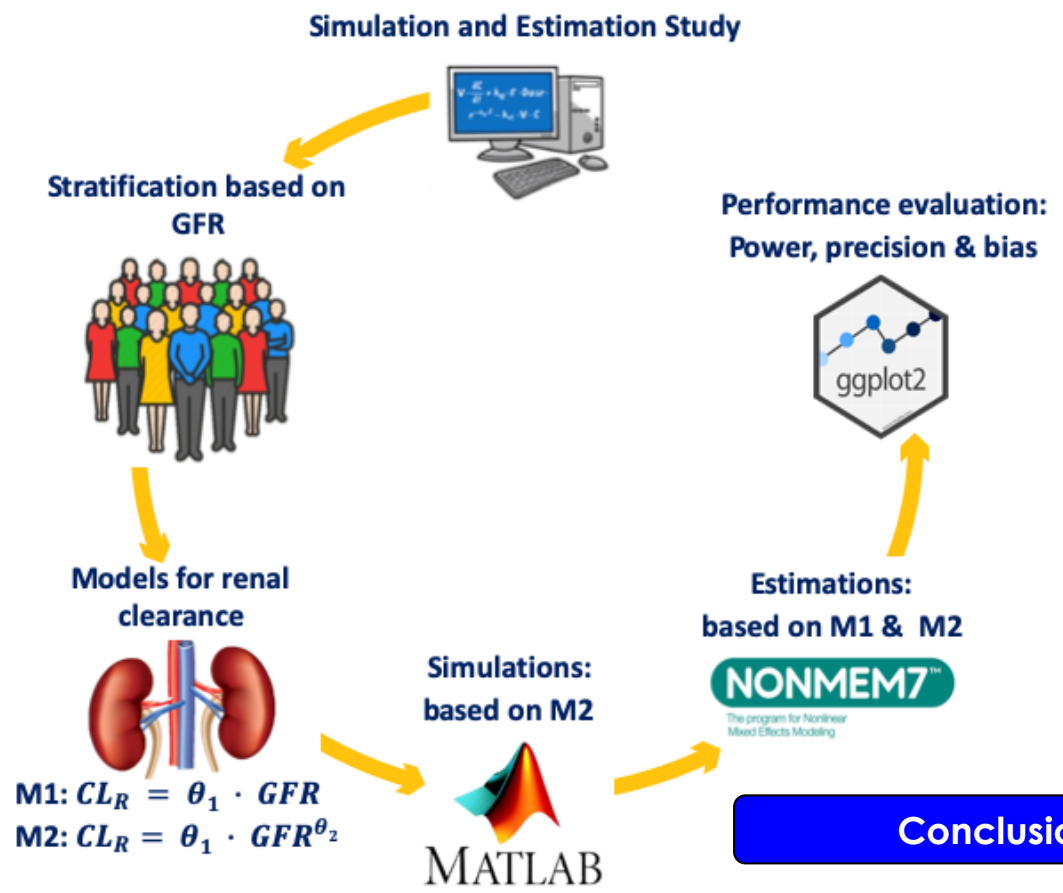 Simulation and Estimation Study
Stratification based on
GFR
Models for renal
clearance
M1: CL_R = θ_1 · GFR
M2: CL_R = θ_1 · GFR^θ_2
Simulations:
based on M2
MATLAB
Estimations:
based on M1 & M2
NONMEM7™
The program for Nonlinear
Mixed Effects Modeling
Performance evaluation:
Power, precision & bias
ggplot2